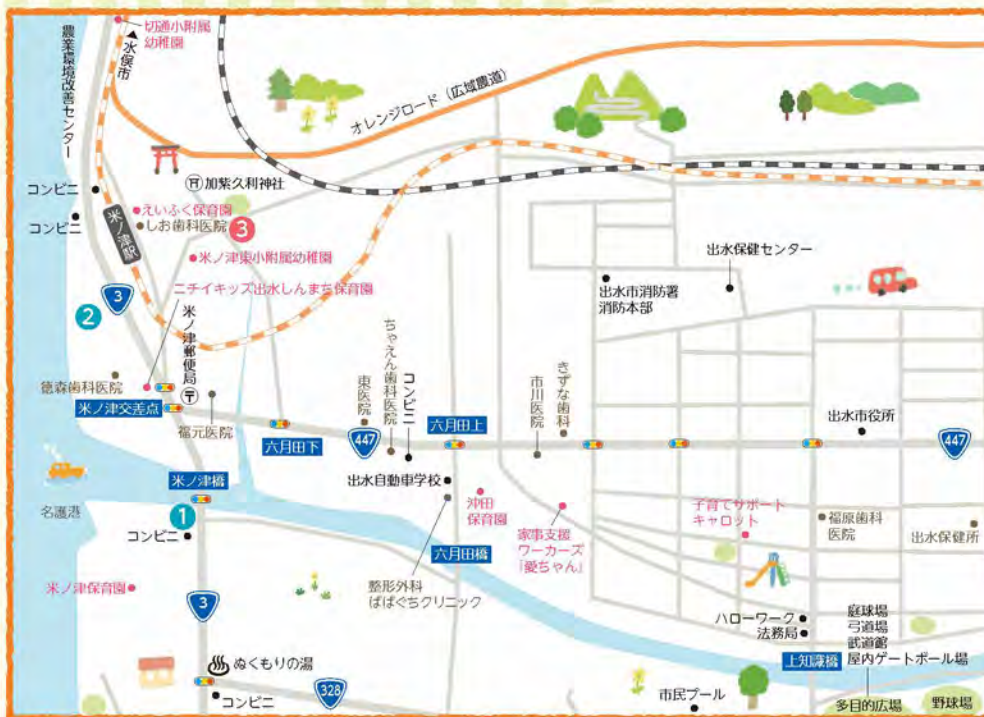 切通小附属
幼稚園
▲水俣市
農業環境改善センター
オレンジロード（広域農道）
加紫久利神社
コンビニ
コンビニ
米ノ津駅
えいふく保育園
しお歯科医院
3
米ノ津東小附属幼稚園
ニチイキッズ出水しんまち保育園
3
2
米ノ津郵便局
徳森歯科医院
米ノ津交差点
福元医院
六月田下
東医院
447
ちゃえん歯科医院
コンビニ
六月田上
市川医院
きずな歯科
出水市消防署
消防本部
出水保健センター
出水市役所
447
米ノ津橋
名護港
1
コンビニ
出水自動車学校
沖田
保育園
家事支援
ワーカーズ
「愛ちゃん」
子育てサポート
キャロット
福原歯科
医院
出水保健所
六月田橋
整形外科
ばばぐちクリニック
米ノ津保育園
3
ぬくもりの湯
コンビニ
328
ハローワーク
法務局
上知識橋
庭球場
弓道場
武道館
屋内ゲートボール場
市民プール
多目的広場
野球場